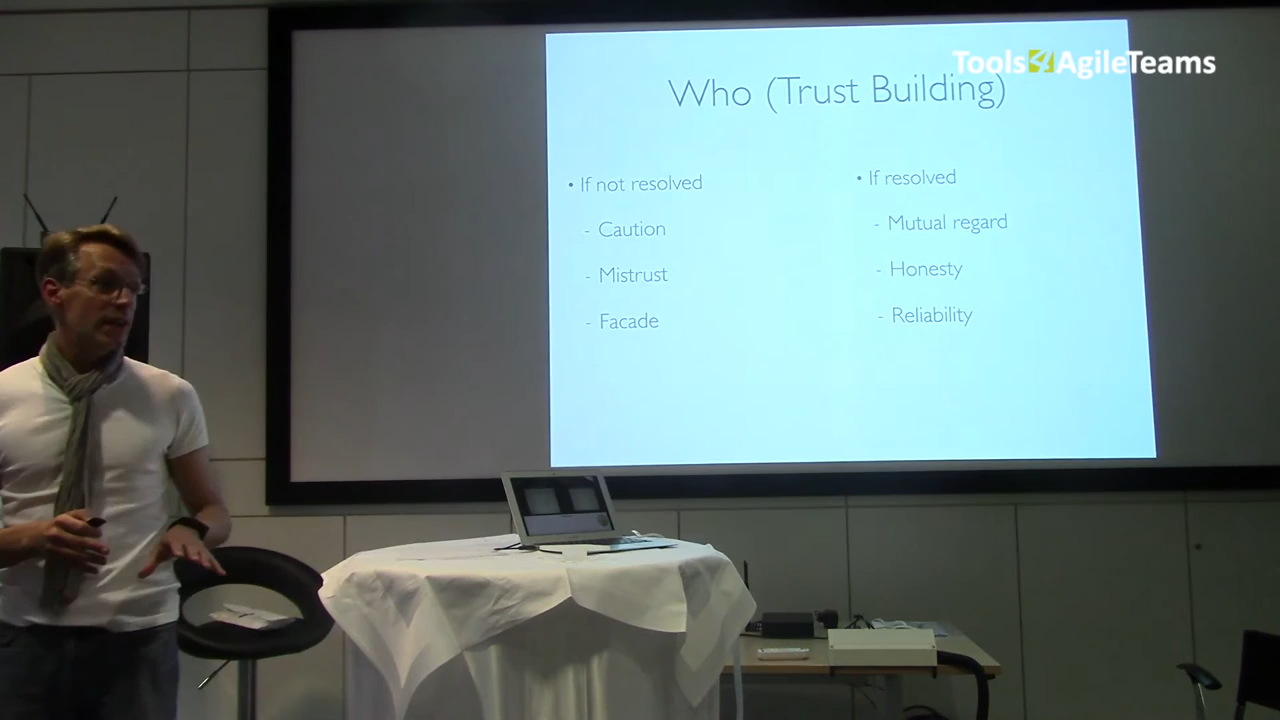 Tools4AgileTeams
Who (Trust Building)
• If not resolved
- Caution
- Mistrust
- Facade
• If resolved
- Mutual regard
- Honesty
- Reliability